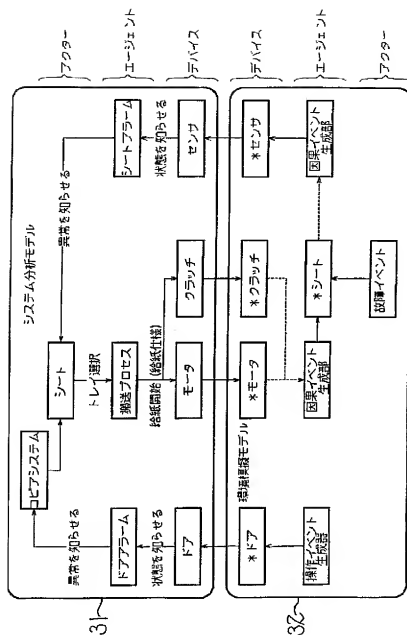 アクター
エージェント
デバイス
デバイス
エージェント
アクター
31
システム分析モデル
コピアシステム
シート
異常を知らせる
異常を知らせる
トレイ選択
ドアアラーム
搬送プロセス
シートアラーム
状態を知らせる
給紙開始(給紙仕様)
状態を知らせる
ドア
モータ
クラッチ
センサ
32
環境模擬モデル
*ドア
*モータ
*クラッチ
*センサ
操作イベント
生成器
因果イベント
生成部
*シート
因果イベント
生成部
故障イベント